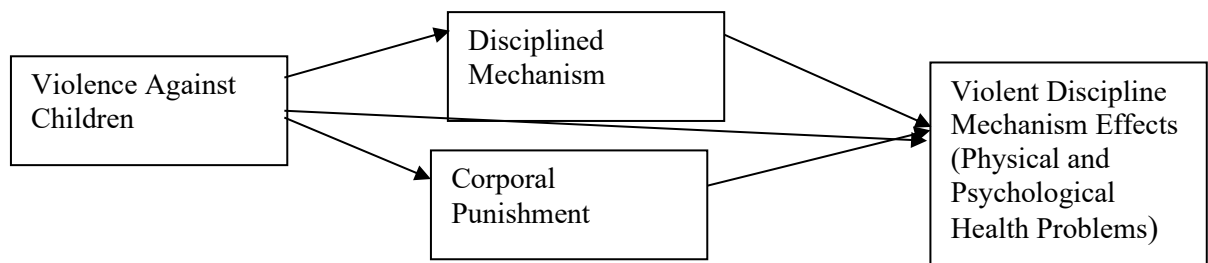 Violence Against
Children
Disciplined
Mechanism
Corporal
Punishment
Violent Discipline
Mechanism Effects
(Physical and
Psychological
Health Problems)